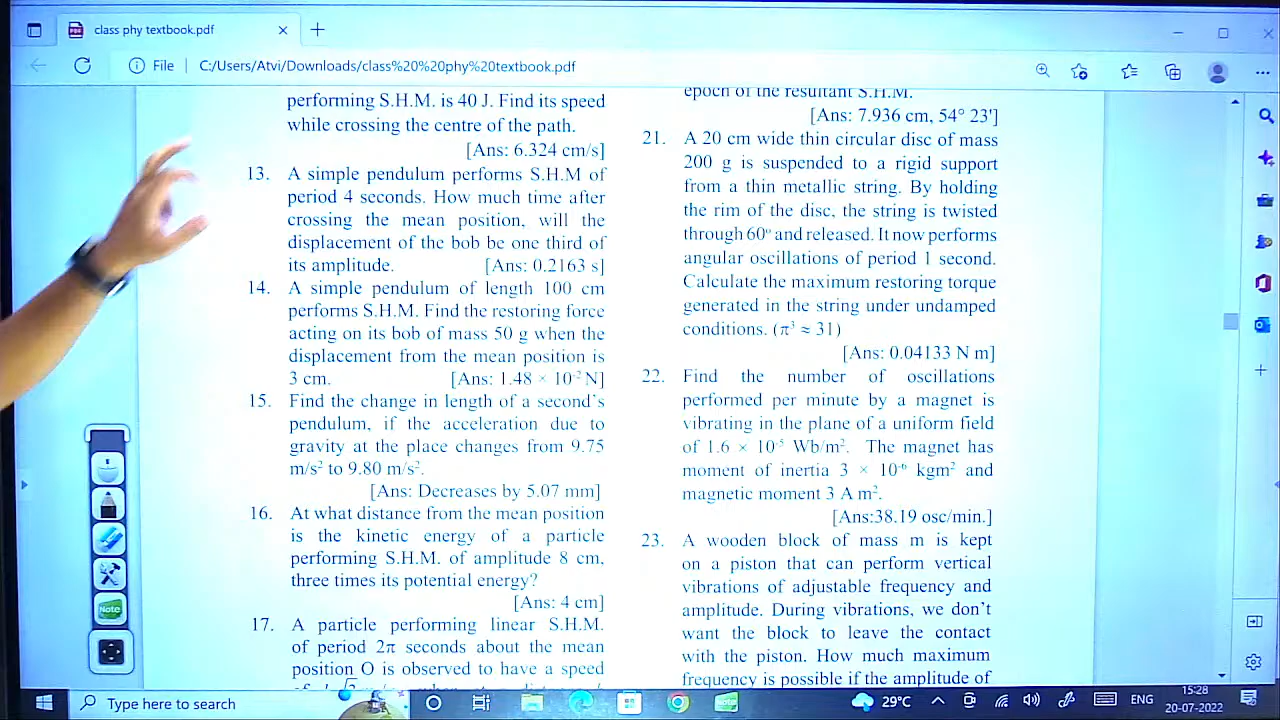 class phy textbook.pdf
File
C:/Users/Atvi/Downloads/class%20%20phy%20textbook.pdf
performing S.H.M. is 40 J. Find its speed
while crossing the centre of the path.
[Ans: 6.324 cm/s]
13. A simple pendulum performs S.H.M of
period 4 seconds. How much time after
crossing the mean position, will the
displacement of the bob be one third of
its amplitude. [Ans: 0.2163 s]
14. A simple pendulum of length 100 cm
performs S.H.M. Find the restoring force
acting on its bob of mass 50 g when the
displacement from the mean position is
3 cm. [Ans: 1.48 × 10⁻² N]
15. Find the change in length of a second's
pendulum, if the acceleration due to
gravity at the place changes from 9.75
m/s² to 9.80 m/s².
[Ans: Decreases by 5.07 mm]
16. At what distance from the mean position
is the kinetic energy of a particle
performing S.H.M. of amplitude 8 cm,
three times its potential energy?
[Ans: 4 cm]
17. A particle performing linear S.H.M.
of period 2π seconds about the mean
position O is observed to have a speed
epoch of the resultant S.H.M.
[Ans: 7.936 cm, 54° 23']
21. A 20 cm wide thin circular disc of mass
200 g is suspended to a rigid support
from a thin metallic string. By holding
the rim of the disc, the string is twisted
through 60° and released. It now performs
angular oscillations of period 1 second.
Calculate the maximum restoring torque
generated in the string under undamped
conditions. (π³ ≈ 31)
[Ans: 0.04133 N m]
22. Find the number of oscillations
performed per minute by a magnet is
vibrating in the plane of a uniform field
of 1.6 × 10⁻⁵ Wb/m². The magnet has
moment of inertia 3 × 10⁻⁶ kgm² and
magnetic moment 3 A m².
[Ans:38.19 osc/min.]
23. A wooden block of mass m is kept
on a piston that can perform vertical
vibrations of adjustable frequency and
amplitude. During vibrations, we don't
want the block to leave the contact
with the piston. How much maximum
frequency is possible if the amplitude of
Note
Type here to search
29°C
ENG
15:28
20-07-2022